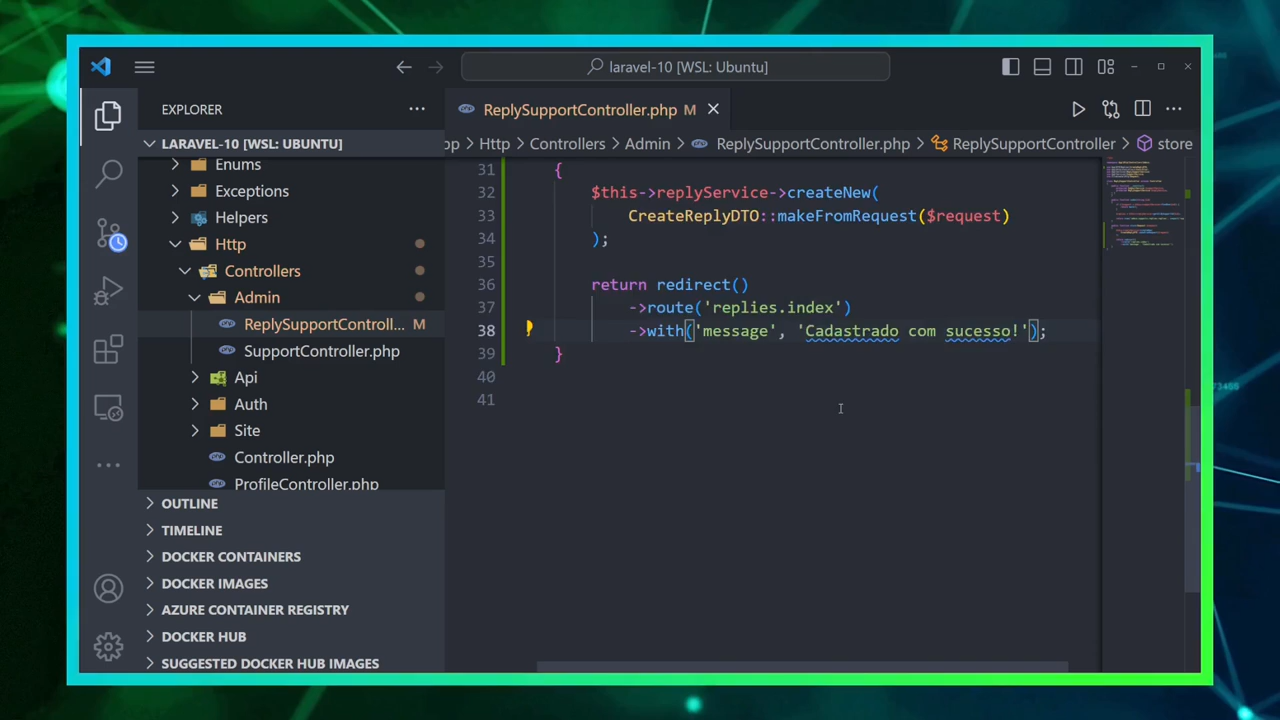 laravel-10 [WSL: Ubuntu]
EXPLORER
ReplySupportController.php M
LARAVEL-10 [WSL: UBUNTU]
Enums
Exceptions
Helpers
Http
Controllers
Admin
ReplySupportControll... M
SupportController.php
Api
Auth
Site
Controller.php
ProfileController.php
OUTLINE
TIMELINE
DOCKER CONTAINERS
DOCKER IMAGES
AZURE CONTAINER REGISTRY
DOCKER HUB
SUGGESTED DOCKER HUB IMAGES
pp > Http > Controllers > Admin > ReplySupportController.php > ReplySupportController > store
31 {
32 $this->replyService->createNew(
33 CreateReplyDTO::makeFromRequest($request)
34 );
35
36 return redirect()
37 ->route('replies.index')
38 ->with('message', 'Cadastrado com sucesso!');
39 }
40
41